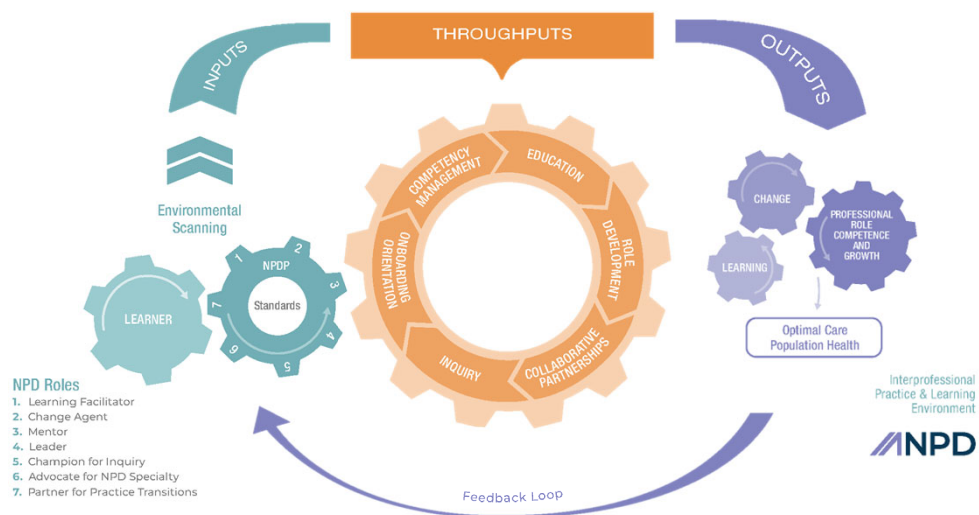 INPUTS
THROUGHPUTS
OUTPUTS
Environmental
Scanning
LEARNER
NPDP
Standards
1
2
3
4
5
6
7
COMPETENCY
MANAGEMENT
EDUCATION
ROLE
DEVELOPMENT
COLLABORATIVE
PARTNERSHIPS
INQUIRY
ONBOARDING
ORIENTATION
CHANGE
LEARNING
PROFESSIONAL
ROLE
COMPETENCE
AND
GROWTH
Optimal Care
Population Health
NPD Roles
1. Learning Facilitator
2. Change Agent
3. Mentor
4. Leader
5. Champion for Inquiry
6. Advocate for NPD Specialty
7. Partner for Practice Transitions
Interprofessional
Practice & Learning
Environment
ANPD
Feedback Loop